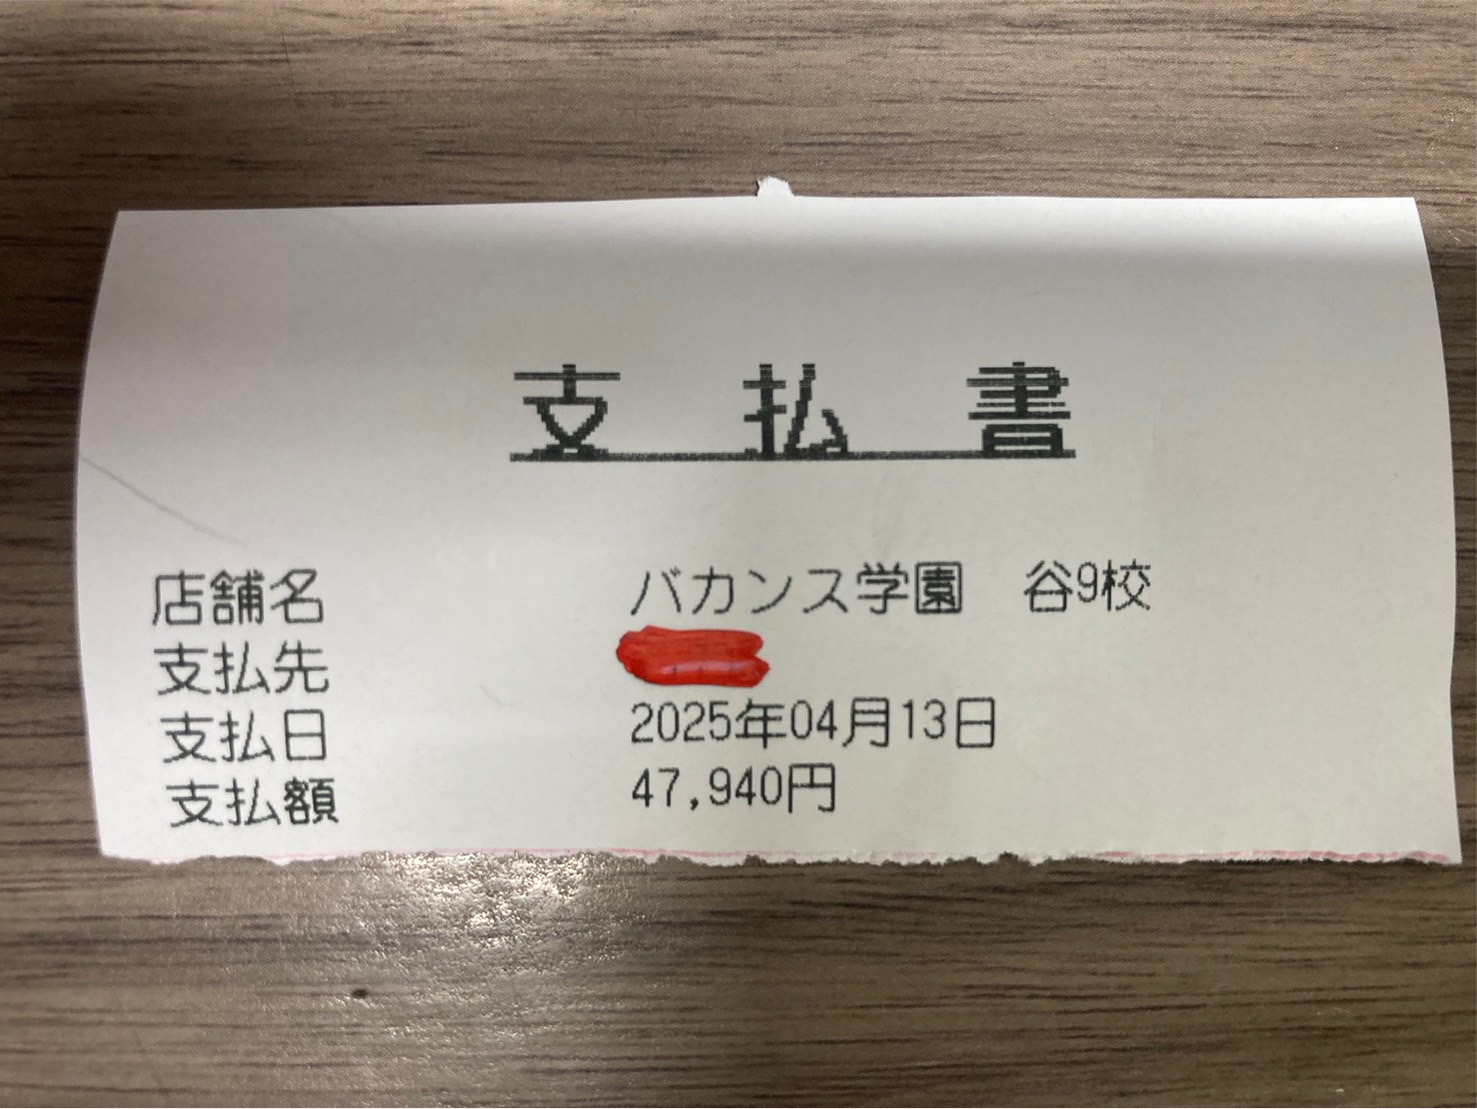 支払書
店舗名 バカンス学園 谷9校
支払先
支払日 2025年04月13日
支払額 47,940円